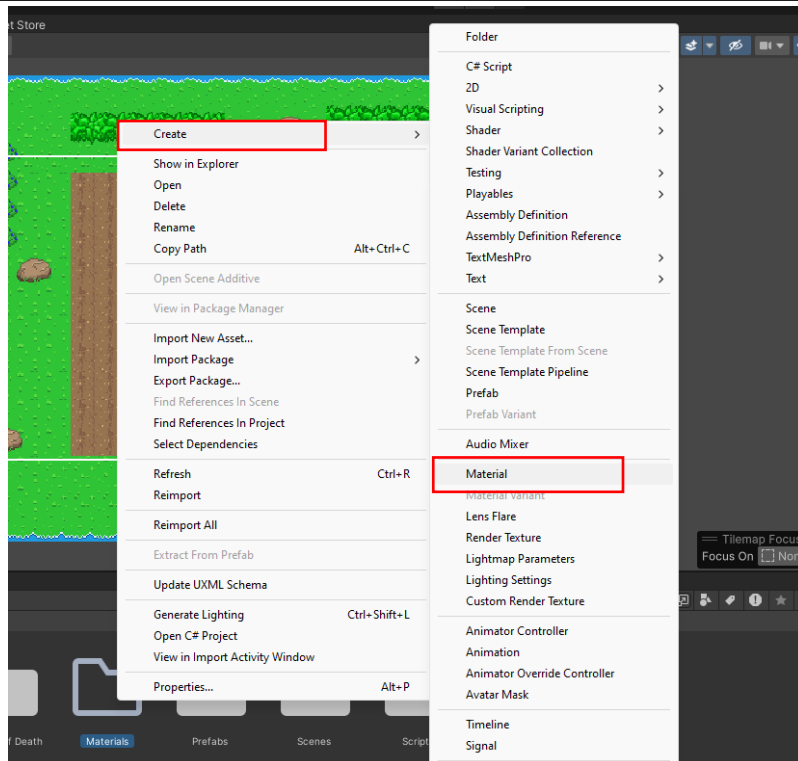 et Store
Create
Show in Explorer
Open
Delete
Rename
Copy Path Alt+Ctrl+C
Open Scene Additive
View in Package Manager
Import New Asset...
Import Package
Export Package...
Find References In Scene
Find References In Project
Select Dependencies
Refresh Ctrl+R
Reimport
Reimport All
Extract From Prefab
Update UXML Schema
Generate Lighting Ctrl+Shift+L
Open C# Project
View in Import Activity Window
Properties... Alt+P
Folder
C# Script
2D
Visual Scripting
Shader
Shader Variant Collection
Testing
Playables
Assembly Definition
Assembly Definition Reference
TextMeshPro
Text
Scene
Scene Template
Scene Template From Scene
Scene Template Pipeline
Prefab
Prefab Variant
Audio Mixer
Material
Material Variant
Lens Flare
Render Texture
Lightmap Parameters
Lighting Settings
Custom Render Texture
Animator Controller
Animation
Animator Override Controller
Avatar Mask
Timeline
Signal
Tilemap Focus
Focus On Non
f Death
Materials
Prefabs
Scenes
Script